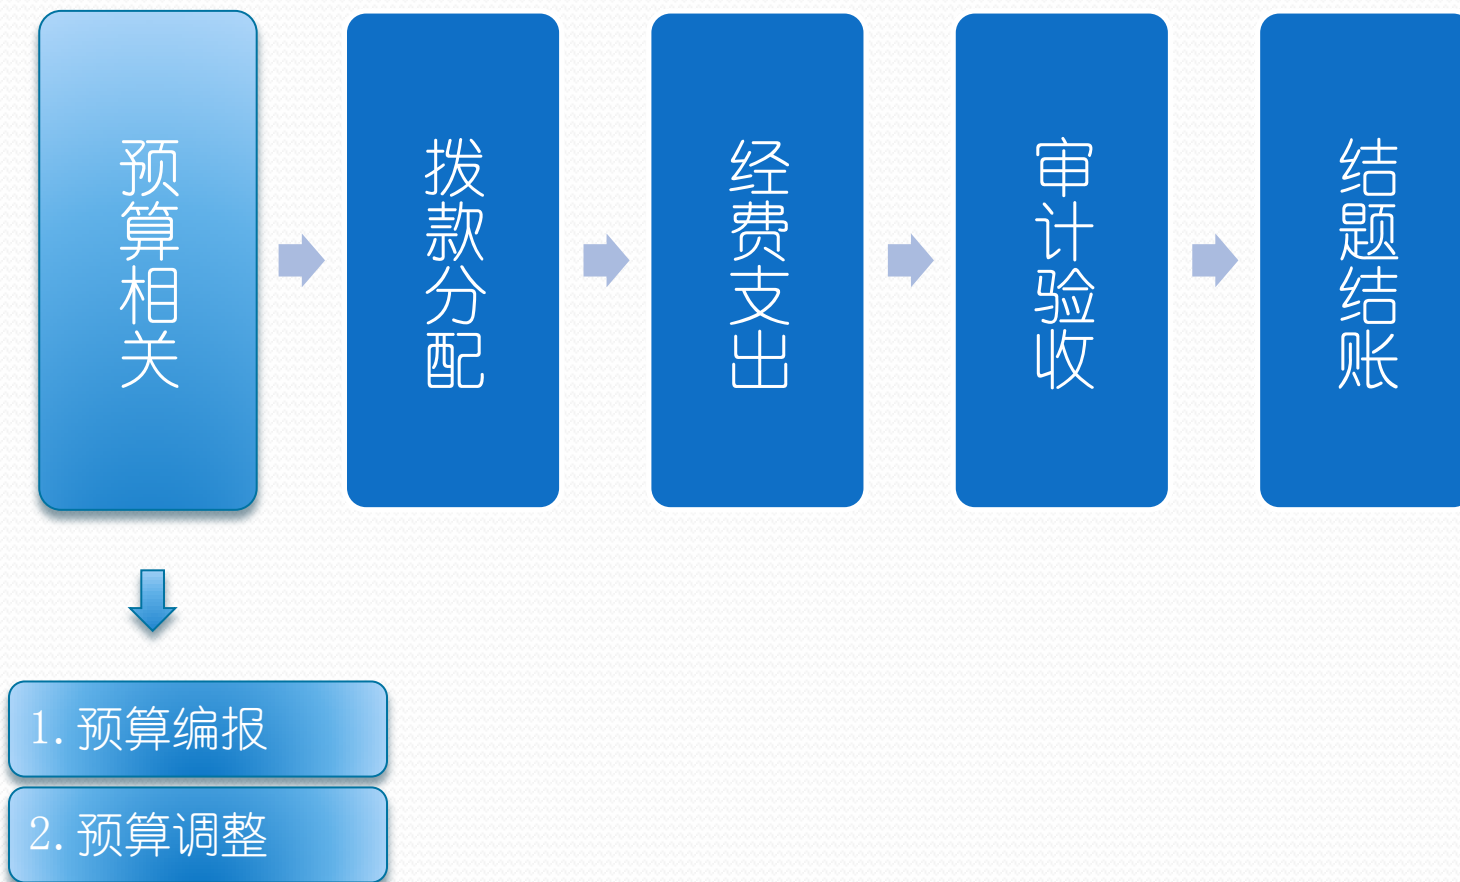 预算相关
拨款分配
经费支出
审计验收
结题结账
1.预算编报
2.预算调整